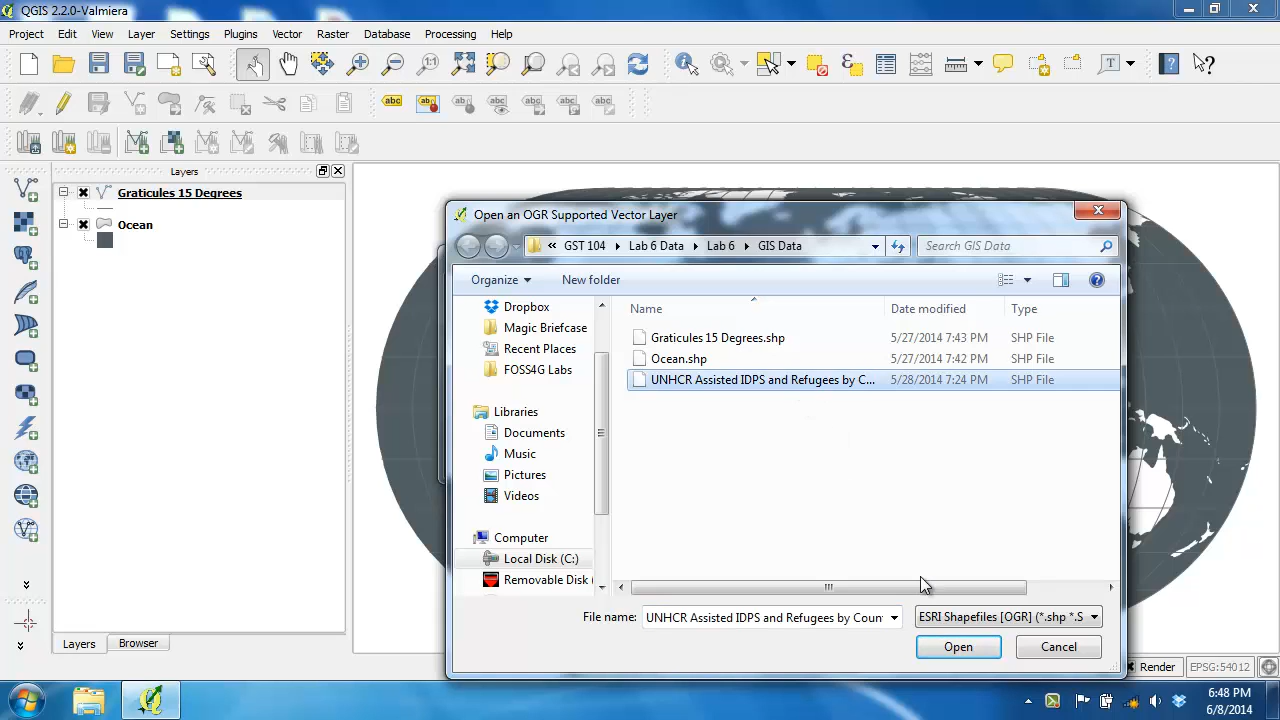 QGIS 2.2.0-Valmiera
Project Edit View Layer Settings Plugins Vector Raster Database Processing Help
Layers
Graticules 15 Degrees
Ocean
Open an OGR Supported Vector Layer
« GST 104 Lab 6 Data Lab 6 GIS Data
Search GIS Data
Organize New folder
Dropbox
Magic Briefcase
Recent Places
FOSS4G Labs
Libraries
Documents
Music
Pictures
Videos
Computer
Local Disk (C:)
Removable Disk (
Name Date modified Type
Graticules 15 Degrees.shp 5/27/2014 7:43 PM SHP File
Ocean.shp 5/27/2014 7:42 PM SHP File
UNHCR Assisted IDPS and Refugees by C... 5/28/2014 7:24 PM SHP File
File name: UNHCR Assisted IDPS and Refugees by Coun
ESRI Shapefiles [OGR] (*.shp *.S
Open Cancel
Layers Browser
Render EPSG:54012
6:48 PM
6/8/2014